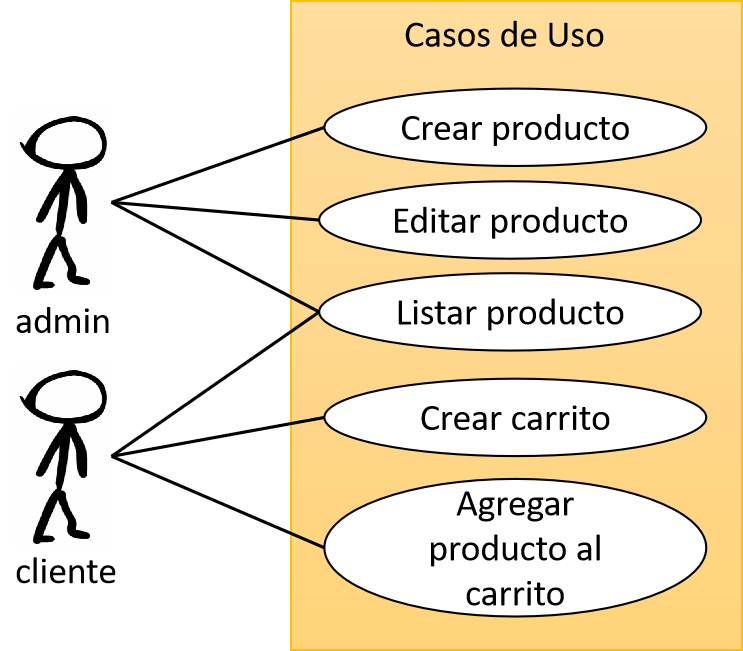 Casos de Uso
Crear producto
Editar producto
Listar producto
admin
Crear carrito
Agregar
producto al
carrito
cliente